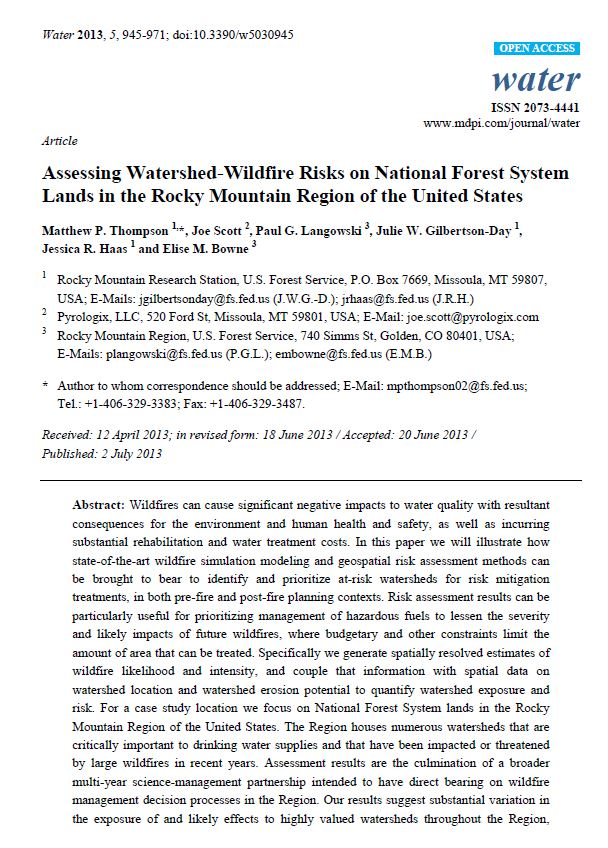 Water 2013, 5, 945-971; doi:10.3390/w5030945
OPEN ACCESS
water
ISSN 2073-4441
www.mdpi.com/journal/water
Article
Assessing Watershed-Wildfire Risks on National Forest System
Lands in the Rocky Mountain Region of the United States
Matthew P. Thompson 1,*, Joe Scott 2, Paul G. Langowski 3, Julie W. Gilbertson-Day 1,
Jessica R. Haas 1 and Elise M. Bowne 3
1 Rocky Mountain Research Station, U.S. Forest Service, P.O. Box 7669, Missoula, MT 59807,
USA; E-Mails: jgilbertsonday@fs.fed.us (J.W.G.-D.); jrhaas@fs.fed.us (J.R.H.)
2 Pyrologix, LLC, 520 Ford St, Missoula, MT 59801, USA; E-Mail: joe.scott@pyrologix.com
3 Rocky Mountain Region, U.S. Forest Service, 740 Simms St, Golden, CO 80401, USA;
E-Mails: plangowski@fs.fed.us (P.G.L.); embowne@fs.fed.us (E.M.B.)
* Author to whom correspondence should be addressed; E-Mail: mpthompson02@fs.fed.us;
Tel.: +1-406-329-3383; Fax: +1-406-329-3487.
Received: 12 April 2013; in revised form: 18 June 2013 / Accepted: 20 June 2013 /
Published: 2 July 2013
Abstract: Wildfires can cause significant negative impacts to water quality with resultant
consequences for the environment and human health and safety, as well as incurring
substantial rehabilitation and water treatment costs. In this paper we will illustrate how
state-of-the-art wildfire simulation modeling and geospatial risk assessment methods can
be brought to bear to identify and prioritize at-risk watersheds for risk mitigation
treatments, in both pre-fire and post-fire planning contexts. Risk assessment results can be
particularly useful for prioritizing management of hazardous fuels to lessen the severity
and likely impacts of future wildfires, where budgetary and other constraints limit the
amount of area that can be treated. Specifically we generate spatially resolved estimates of
wildfire likelihood and intensity, and couple that information with spatial data on
watershed location and watershed erosion potential to quantify watershed exposure and
risk. For a case study location we focus on National Forest System lands in the Rocky
Mountain Region of the United States. The Region houses numerous watersheds that are
critically important to drinking water supplies and that have been impacted or threatened
by large wildfires in recent years. Assessment results are the culmination of a broader
multi-year science-management partnership intended to have direct bearing on wildfire
management decision processes in the Region. Our results suggest substantial variation in
the exposure of and likely effects to highly valued watersheds throughout the Region,